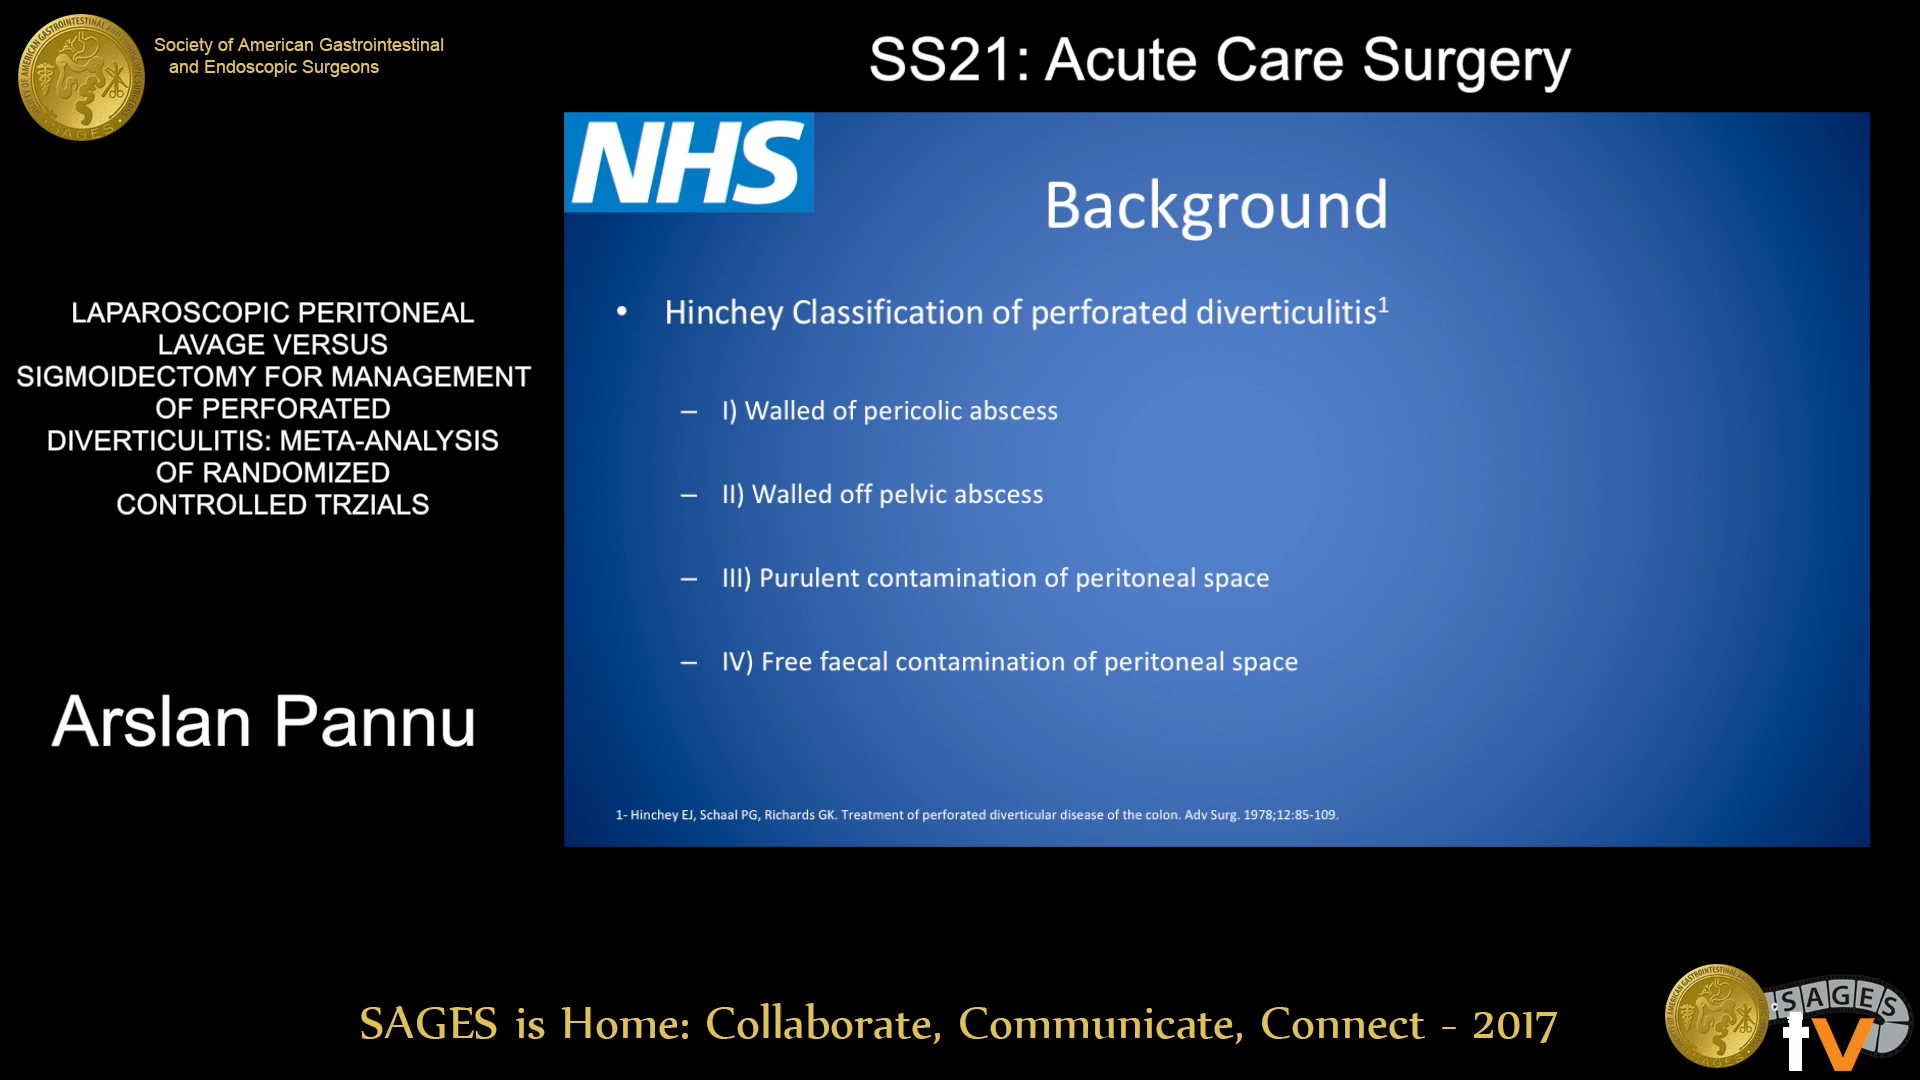 Society of American Gastrointestinal
and Endoscopic Surgeons
SS21: Acute Care Surgery
NHS
Background
LAPAROSCOPIC PERITONEAL
LAVAGE VERSUS
SIGMOIDECTOMY FOR MANAGEMENT
OF PERFORATED
DIVERTICULITIS: META-ANALYSIS
OF RANDOMIZED
CONTROLLED TRZIALS
Arslan Pannu
• Hinchey Classification of perforated diverticulitis¹
– I) Walled of pericolic abscess
– II) Walled off pelvic abscess
– III) Purulent contamination of peritoneal space
– IV) Free faecal contamination of peritoneal space
1- Hinchey EJ, Schaal PG, Richards GK. Treatment of perforated diverticular disease of the colon. Adv Surg. 1978;12:85-109.
SAGES is Home: Collaborate, Communicate, Connect - 2017
SAGES
tv